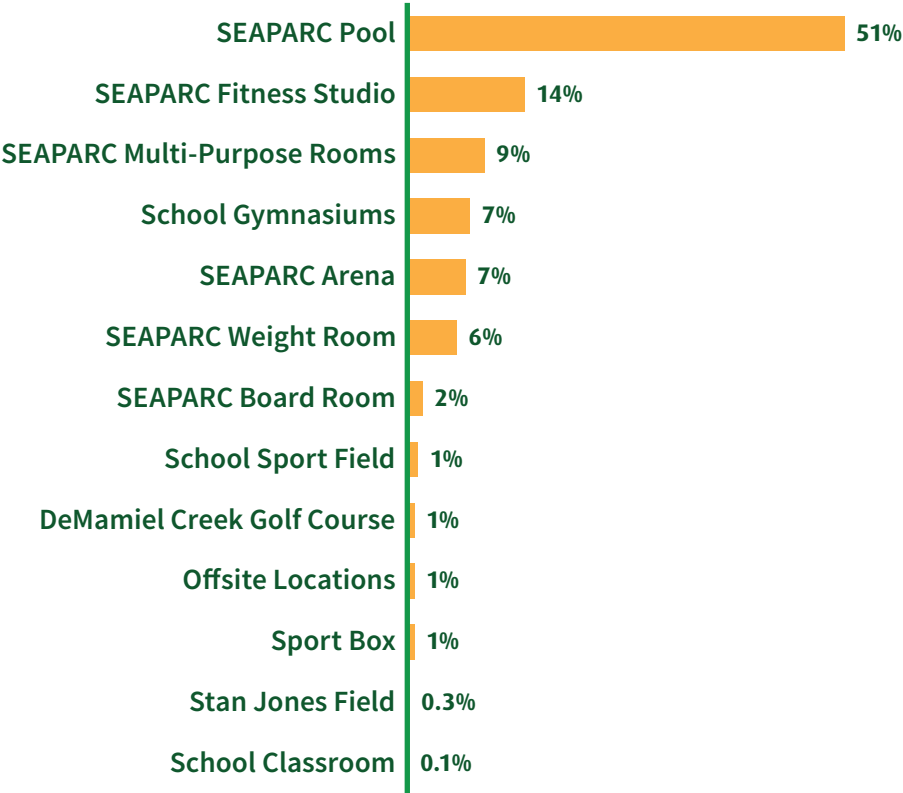 SEAPARC Pool 51%
SEAPARC Fitness Studio 14%
SEAPARC Multi-Purpose Rooms 9%
School Gymnasiums 7%
SEAPARC Arena 7%
SEAPARC Weight Room 6%
SEAPARC Board Room 2%
School Sport Field 1%
DeMamiel Creek Golf Course 1%
Offsite Locations 1%
Sport Box 1%
Stan Jones Field 0.3%
School Classroom 0.1%